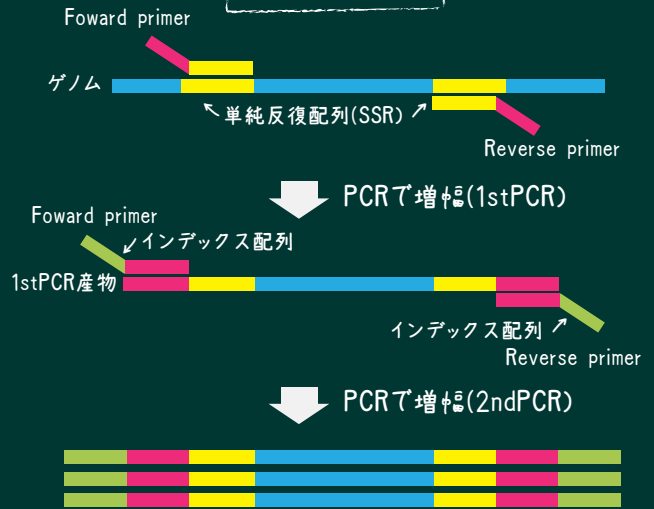 Foward primer
ゲノム
単純反復配列(SSR)
Reverse primer
PCRで増幅(1stPCR)
Foward primer
インデックス配列
1stPCR産物
インデックス配列
Reverse primer
PCRで増幅(2ndPCR)